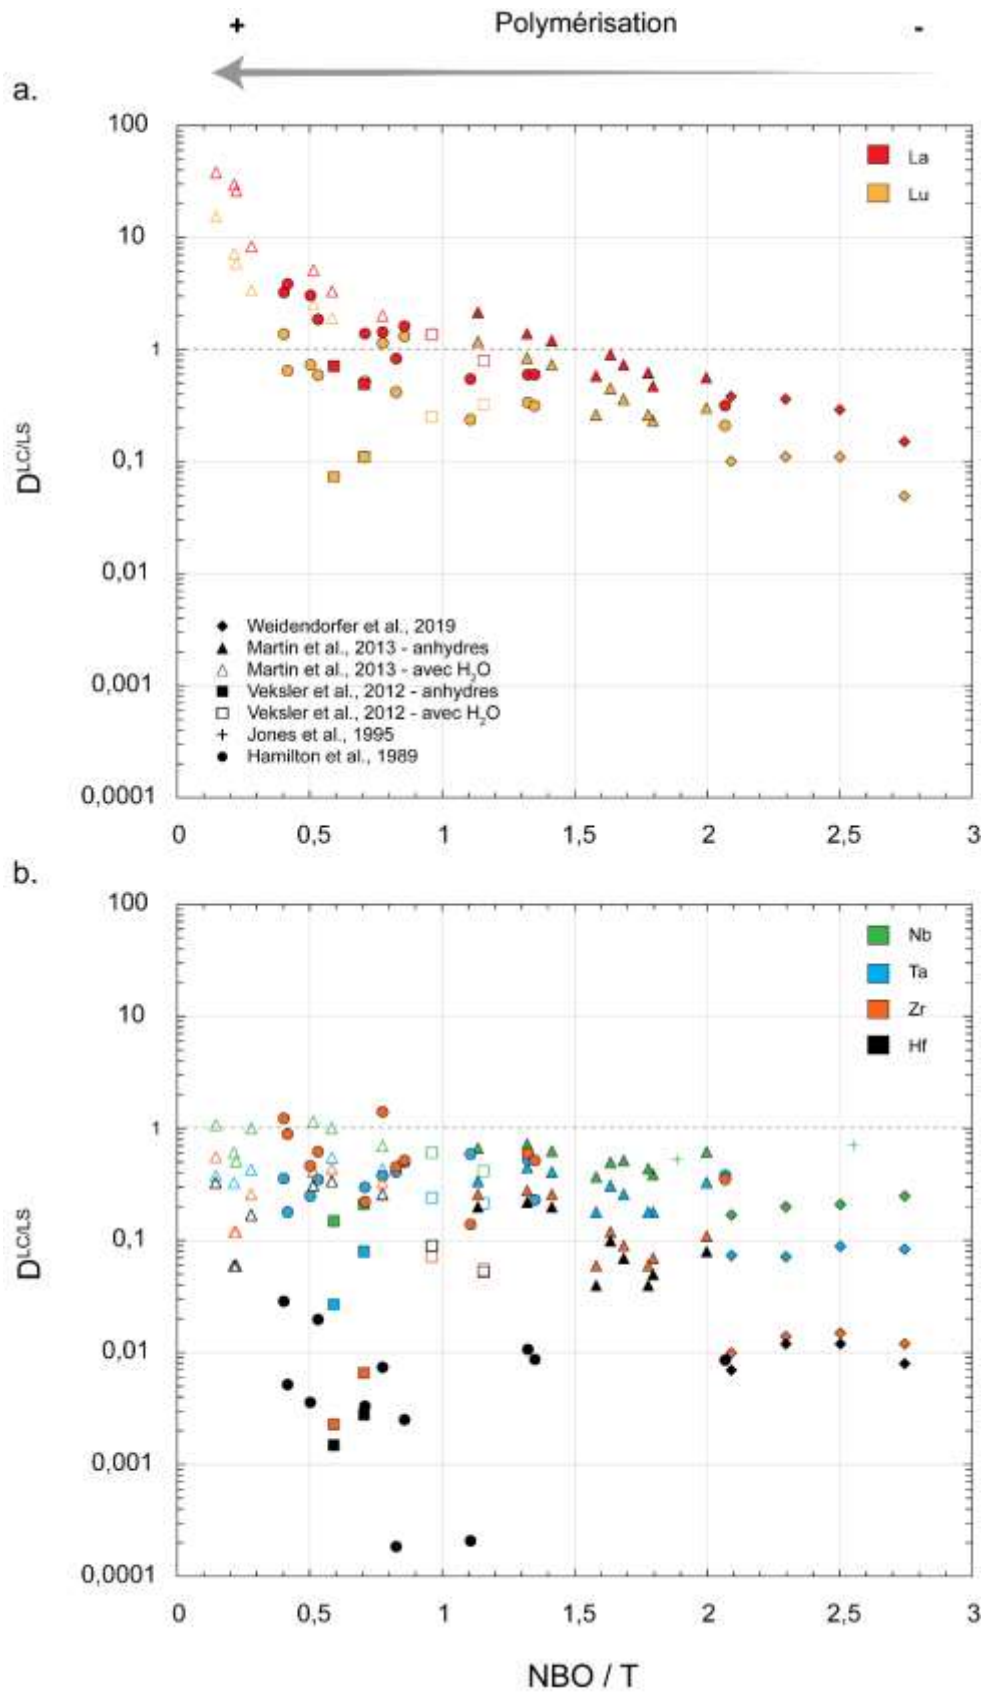 + Polymérisation -
a.
100
10
1
0,1
0,01
0,001
0,0001
D^LC/LS
La
Lu
Weidendorfer et al., 2019
Martin et al., 2013 - anhydres
Martin et al., 2013 - avec H₂O
Veksler et al., 2012 - anhydres
Veksler et al., 2012 - avec H₂O
Jones et al., 1995
Hamilton et al., 1989
0 0,5 1 1,5 2 2,5 3
b.
100
10
1
0,1
0,01
0,001
0,0001
D^LC/LS
Nb
Ta
Zr
Hf
0 0,5 1 1,5 2 2,5 3
NBO / T